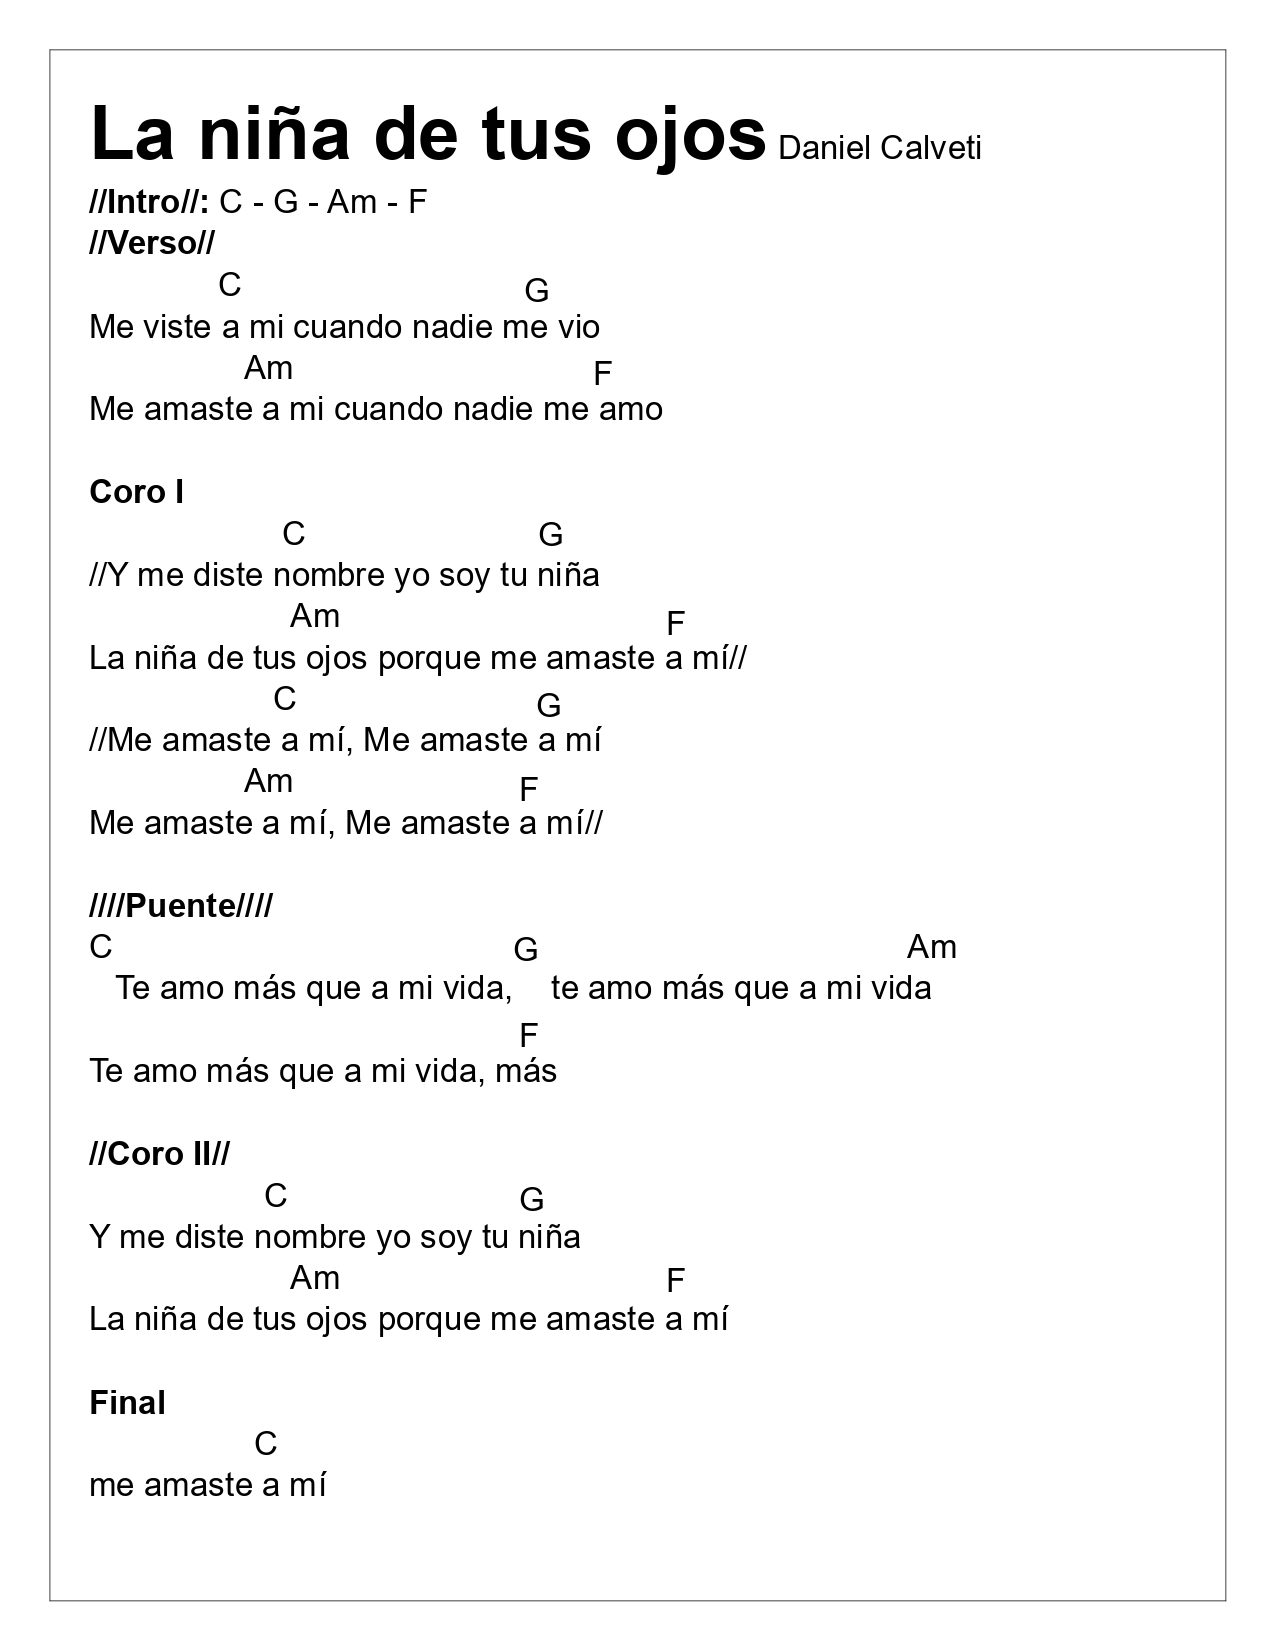 La niña de tus ojos Daniel Calveti
//Intro//: C - G - Am - F
//Verso//
C G
Me viste a mi cuando nadie me vio
Am F
Me amaste a mi cuando nadie me amo
Coro I
C G
//Y me diste nombre yo soy tu niña
Am F
La niña de tus ojos porque me amaste a mí//
C G
//Me amaste a mí, Me amaste a mí
Am F
Me amaste a mí, Me amaste a mí//
////Puente////
C G Am
Te amo más que a mi vida, te amo más que a mi vida
F
Te amo más que a mi vida, más
//Coro II//
C G
Y me diste nombre yo soy tu niña
Am F
La niña de tus ojos porque me amaste a mí
Final
C
me amaste a mí